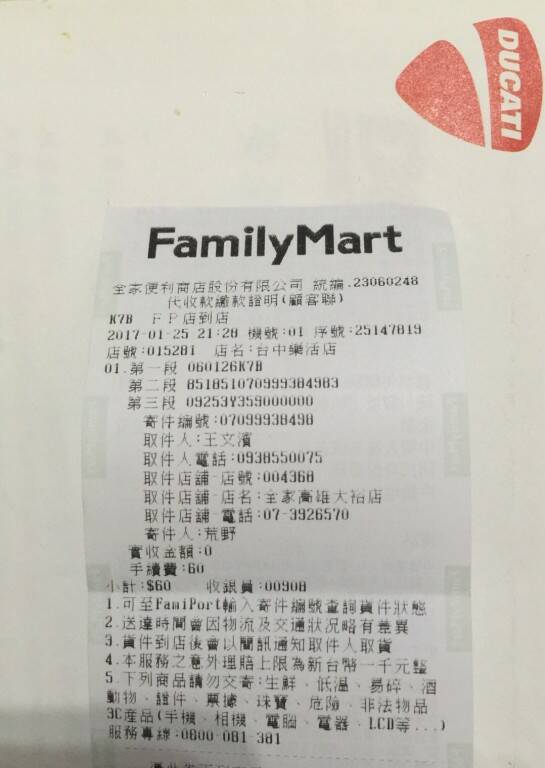 DUCATI
FamilyMart
全家便利商店股份有限公司 統編.23060248
代收款繳款證明(顧客聯)
K7B FP店到店
2017-01-25 21:28 機號:01 序號:25147819
店號:015281 店名:台中樂活店
01.第一段 060126K7B
第二段 8518510709993849​83
第三段 09253Y359000000
寄件編號:07099938498
取件人:王文濱
取件人電話:0938550075
取件店舖-店號:004368
取件店舖-店名:全家高雄大裕店
取件店舖-電話:07-3926570
寄件人:荒野
實收金額:0
手續費:60
小計:$60 收銀員:00908
1.可至FamiPort輸入寄件編號查詢貨件狀態
2.送達時間會因物流及交通狀況略有差異
3.貨件到店後會以簡訊通知取件人取貨
4.本服務之意外理賠上限為新台幣一千元整
5.下列商品請勿交寄:生鮮、低溫、易碎、酒
動物、證件、票據、珠寶、危險、非法物品
3C產品(手機、相機、電腦、電器、LCD等...)
服務專線:0800-081-381